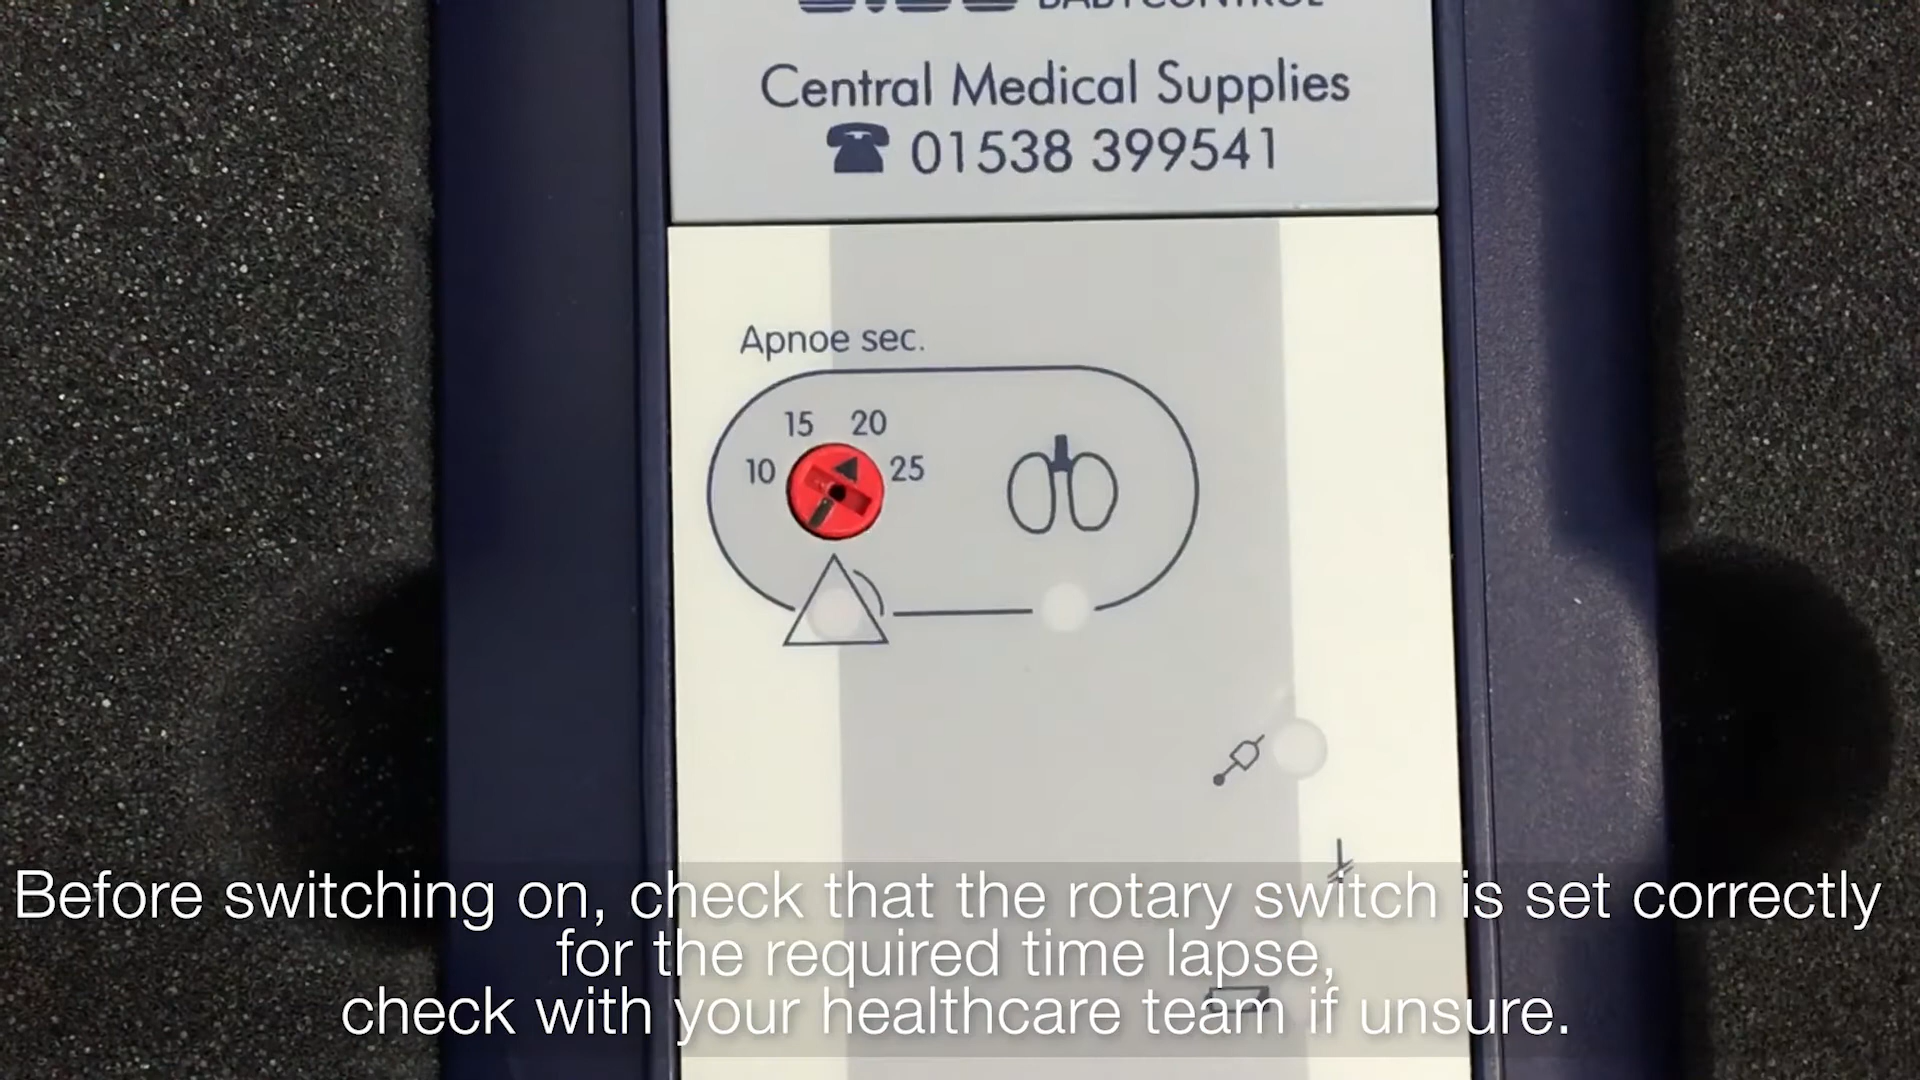 BABYCONTROL
Central Medical Supplies
01538 399541
Apnoe sec.
15 20
10 25
Before switching on, check that the rotary switch is set correctly
for the required time lapse,
check with your healthcare team if unsure.